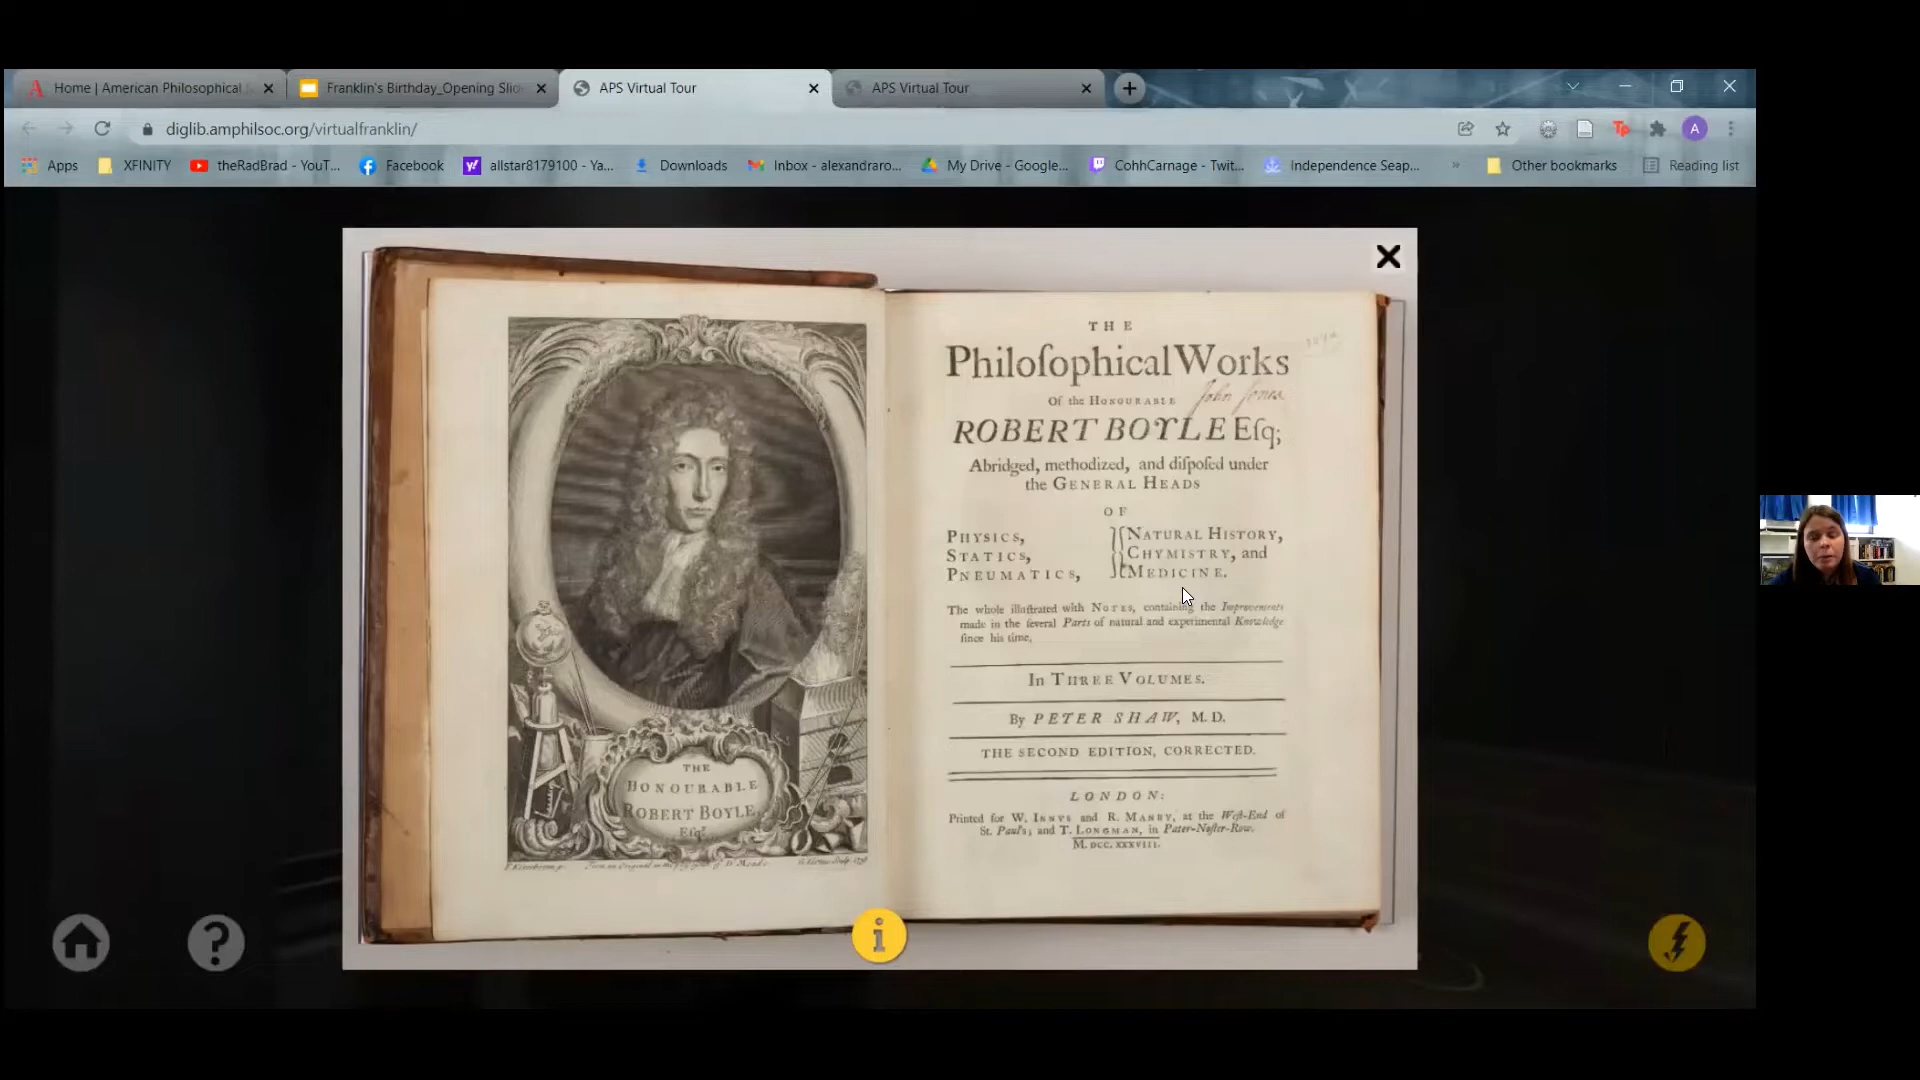 Home | American Philosophical
Franklin's Birthday_Opening Slid
APS Virtual Tour
APS Virtual Tour
diglib.amphilsoc.org/virtualfranklin/
A
Apps
XFINITY
theRadBrad - YouT...
Facebook
allstar8179100 - Ya...
Downloads
Inbox - alexandraro...
My Drive - Google...
CohhCarnage - Twit...
Independence Seap...
»
Other bookmarks
Reading list
THE
HONOURABLE
ROBERT BOYLE
Eſqr.
THE
Philoſophical Works
Of the HONOURABLE
John Jones
ROBERT BOYLE Eſq;
Abridged, methodized, and diſpoſed under
the GENERAL HEADS
OF
PHYSICS,
STATICS,
PNEUMATICS,
NATURAL HISTORY,
CHYMISTRY, and
MEDICINE.
The whole illuſtrated with NOTES, containing the Improvements
made in the ſeveral Parts of natural and experimental Knowledge
ſince his time.
In THREE VOLUMES.
By PETER SHAW, M.D.
THE SECOND EDITION, CORRECTED.
LONDON:
Printed for W. INNYS and R. MANBY, at the Weſt-End of
St. Paul's; and T. LONGMAN, in Pater-Noſter-Row.
M.DCC.XXXVIII.